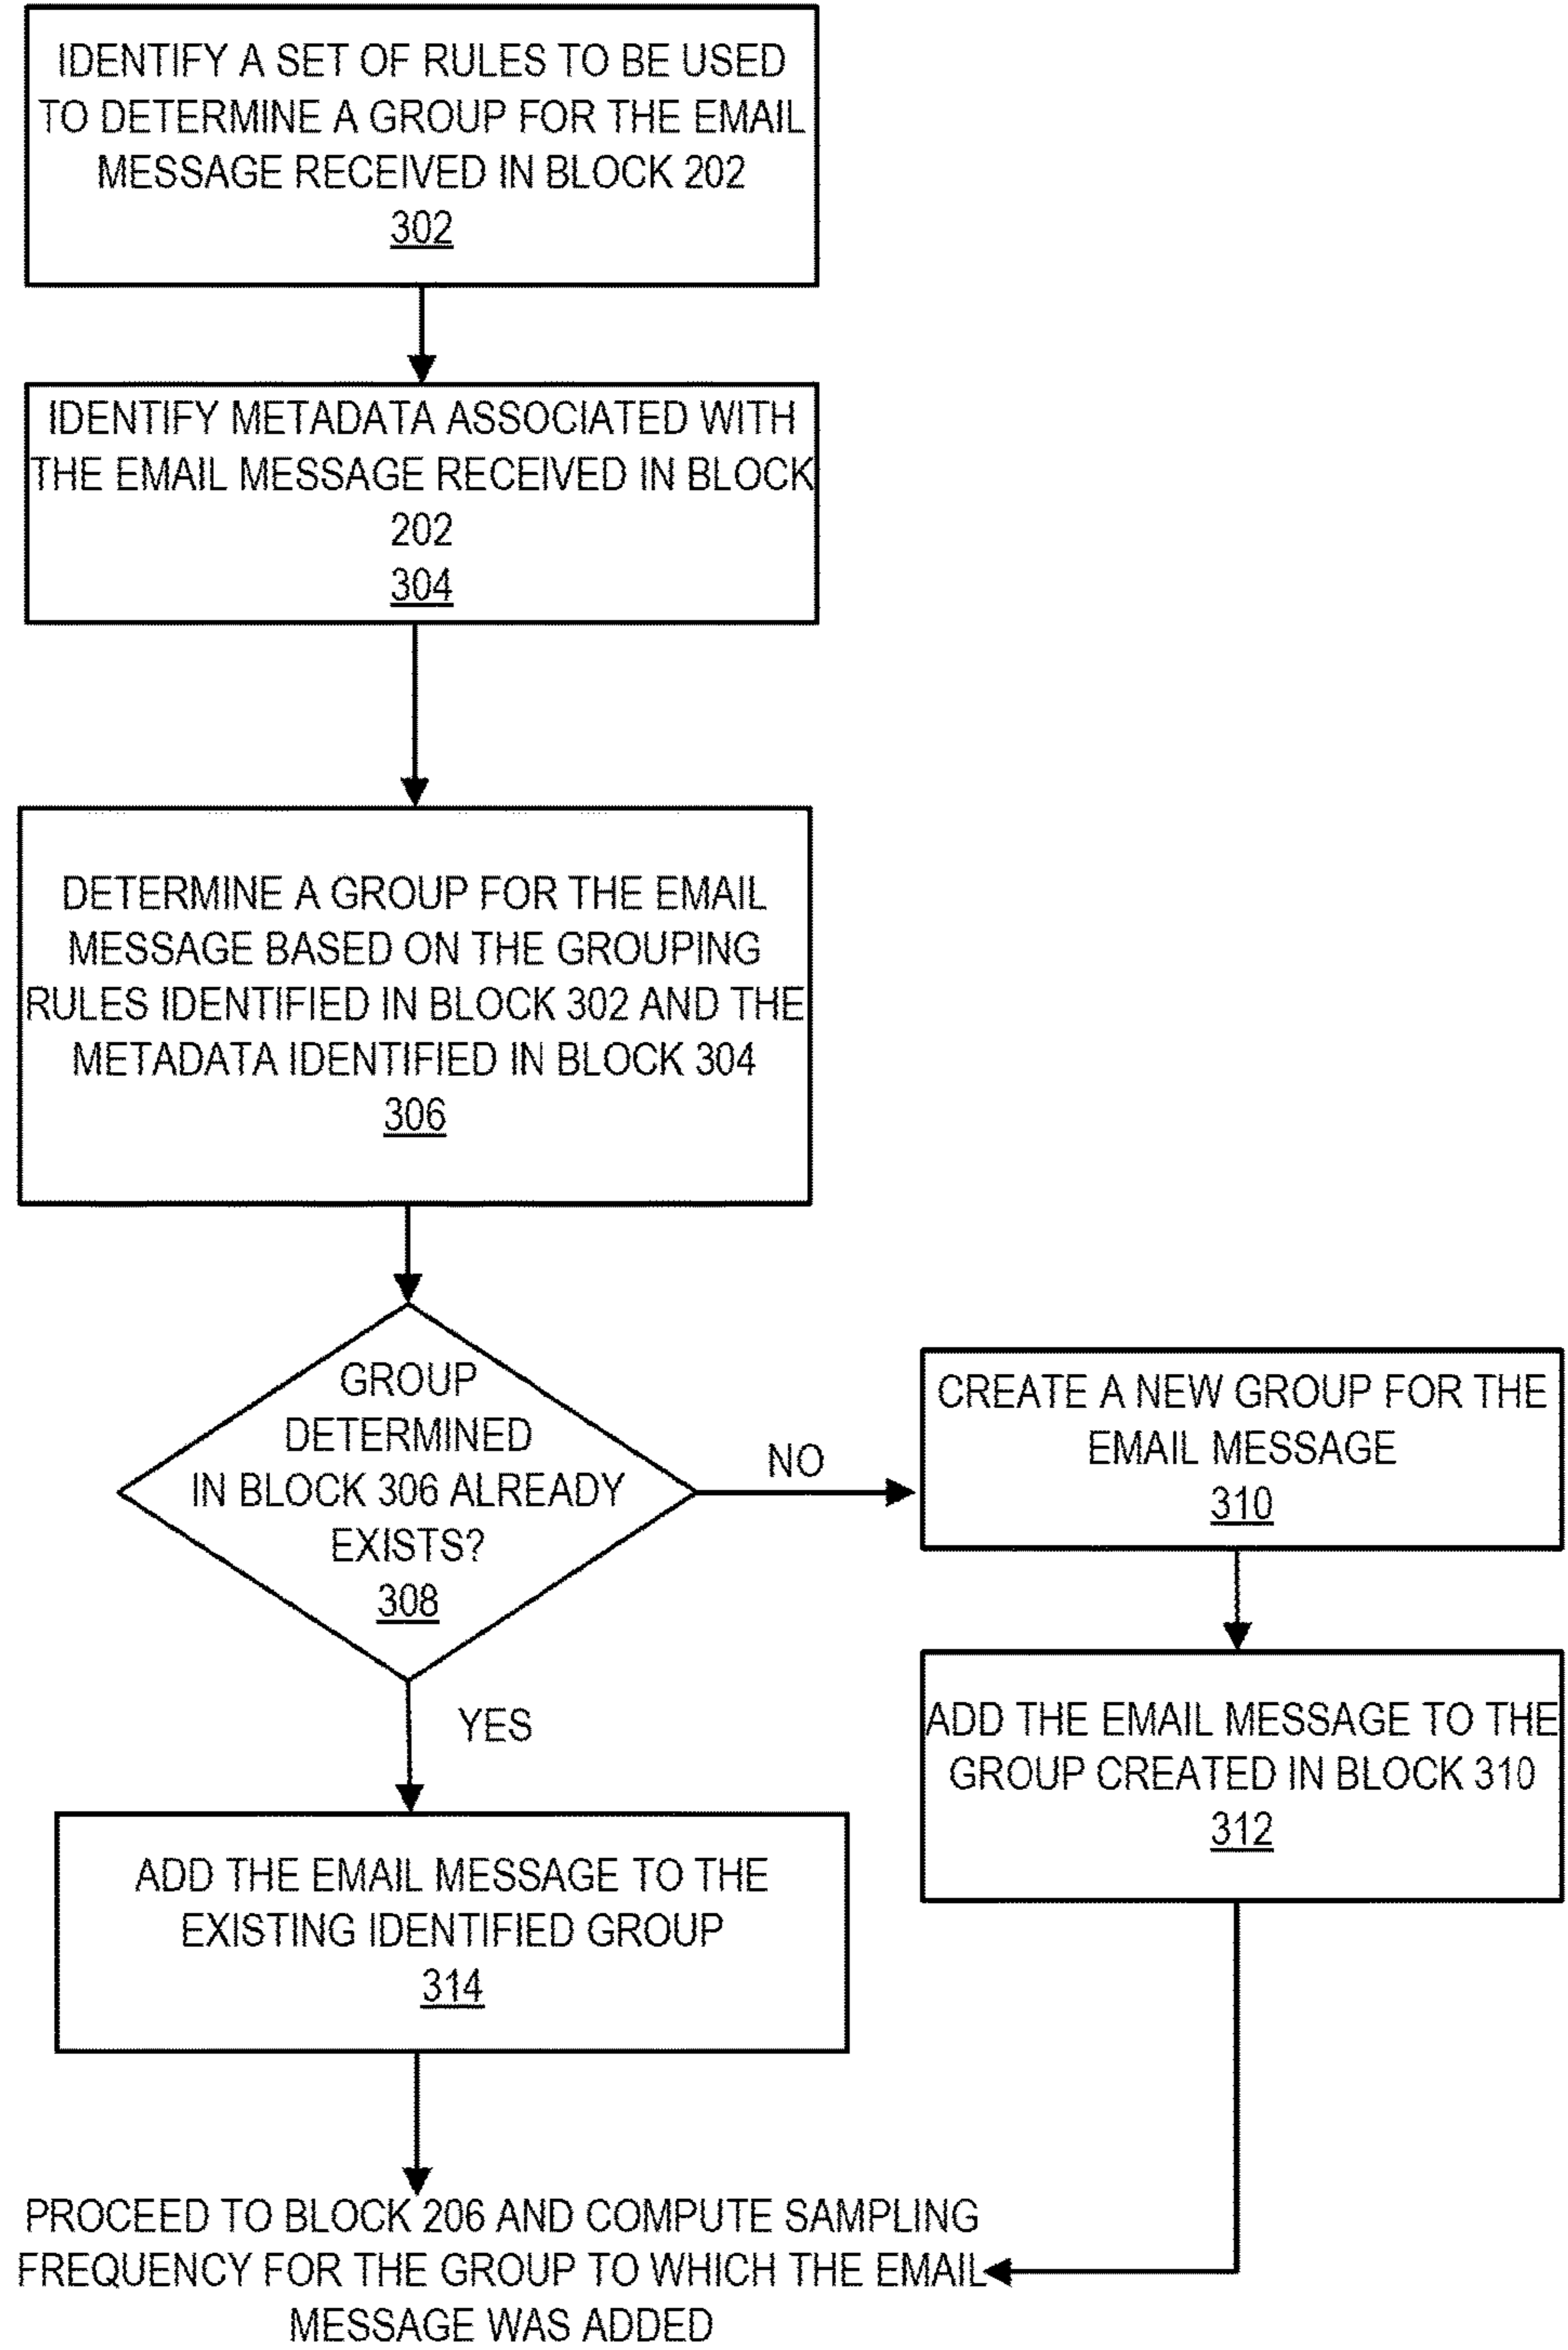 IDENTIFY A SET OF RULES TO BE USED
TO DETERMINE A GROUP FOR THE EMAIL
MESSAGE RECEIVED IN BLOCK 202
302
IDENTIFY METADATA ASSOCIATED WITH
THE EMAIL MESSAGE RECEIVED IN BLOCK
202
304
DETERMINE A GROUP FOR THE EMAIL
MESSAGE BASED ON THE GROUPING
RULES IDENTIFIED IN BLOCK 302 AND THE
METADATA IDENTIFIED IN BLOCK 304
306
GROUP
DETERMINED
IN BLOCK 306 ALREADY
EXISTS?
308
NO
CREATE A NEW GROUP FOR THE
EMAIL MESSAGE
310
ADD THE EMAIL MESSAGE TO THE
GROUP CREATED IN BLOCK 310
312
YES
ADD THE EMAIL MESSAGE TO THE
EXISTING IDENTIFIED GROUP
314
PROCEED TO BLOCK 206 AND COMPUTE SAMPLING
FREQUENCY FOR THE GROUP TO WHICH THE EMAIL
MESSAGE WAS ADDED